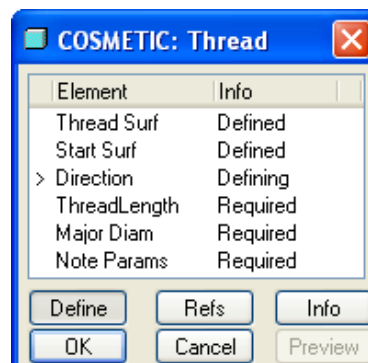 COSMETIC: Thread
Element Info
Thread Surf Defined
Start Surf Defined
> Direction Defining
ThreadLength Required
Major Diam Required
Note Params Required
Define Refs Info
OK Cancel Preview